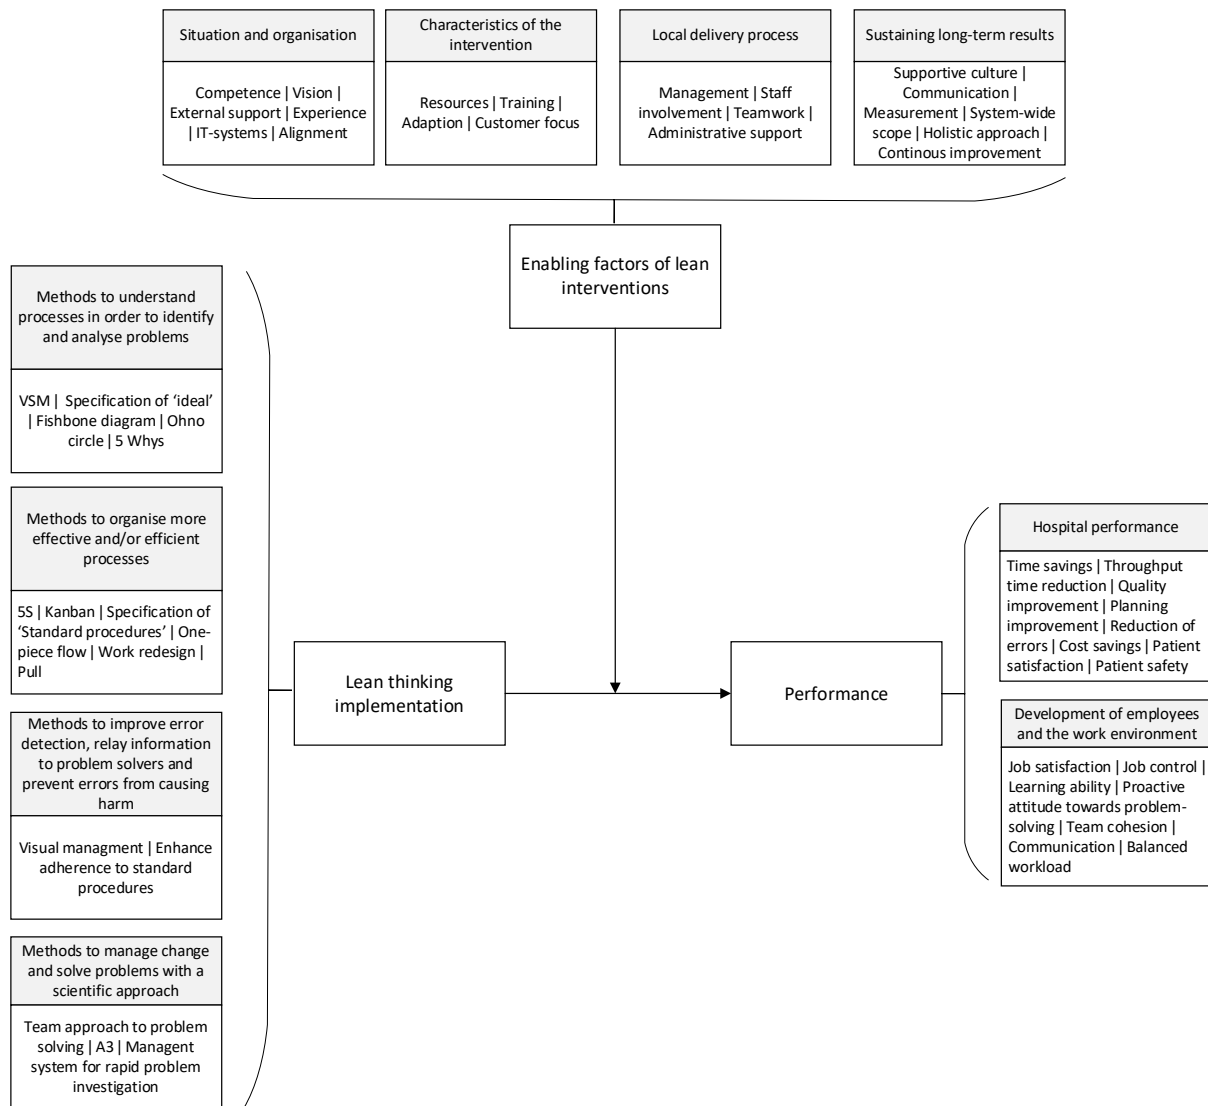 Situation and organisation
Competence | Vision |
External support | Experience
| IT-systems | Alignment
Characteristics of the
intervention
Resources | Training |
Adaption | Customer focus
Local delivery process
Management | Staff
involvement | Teamwork |
Administrative support
Sustaining long-term results
Supportive culture |
Communication |
Measurement | System-wide
scope | Holistic approach |
Continous improvement
Enabling factors of lean
interventions
Methods to understand
processes in order to identify
and analyse problems
VSM | Specification of ‘ideal’
| Fishbone diagram | Ohno
circle | 5 Whys
Methods to organise more
effective and/or efficient
processes
5S | Kanban | Specification of
‘Standard procedures’ | One-
piece flow | Work redesign |
Pull
Methods to improve error
detection, relay information
to problem solvers and
prevent errors from causing
harm
Visual managment | Enhance
adherence to standard
procedures
Methods to manage change
and solve problems with a
scientific approach
Team approach to problem
solving | A3 | Managent
system for rapid problem
investigation
Lean thinking
implementation
Performance
Hospital performance
Time savings | Throughput
time reduction | Quality
improvement | Planning
improvement | Reduction of
errors | Cost savings | Patient
satisfaction | Patient safety
Development of employees
and the work environment
Job satisfaction | Job control |
Learning ability | Proactive
attitude towards problem-
solving | Team cohesion |
Communication | Balanced
workload